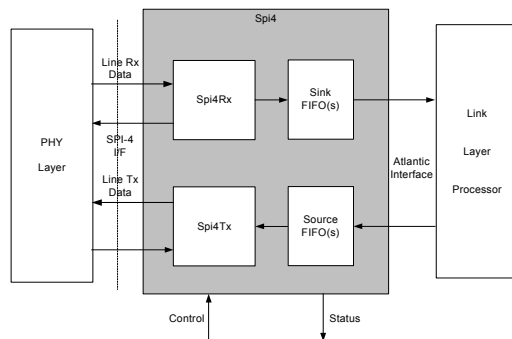 Spi4
Line Rx
Data
Spi4Rx
Sink
FIFO(s)
PHY
Layer
SPI-4
I/F
Line Tx
Data
Spi4Tx
Source
FIFO(s)
Atlantic
Interface
Link
Layer
Processor
Control
Status